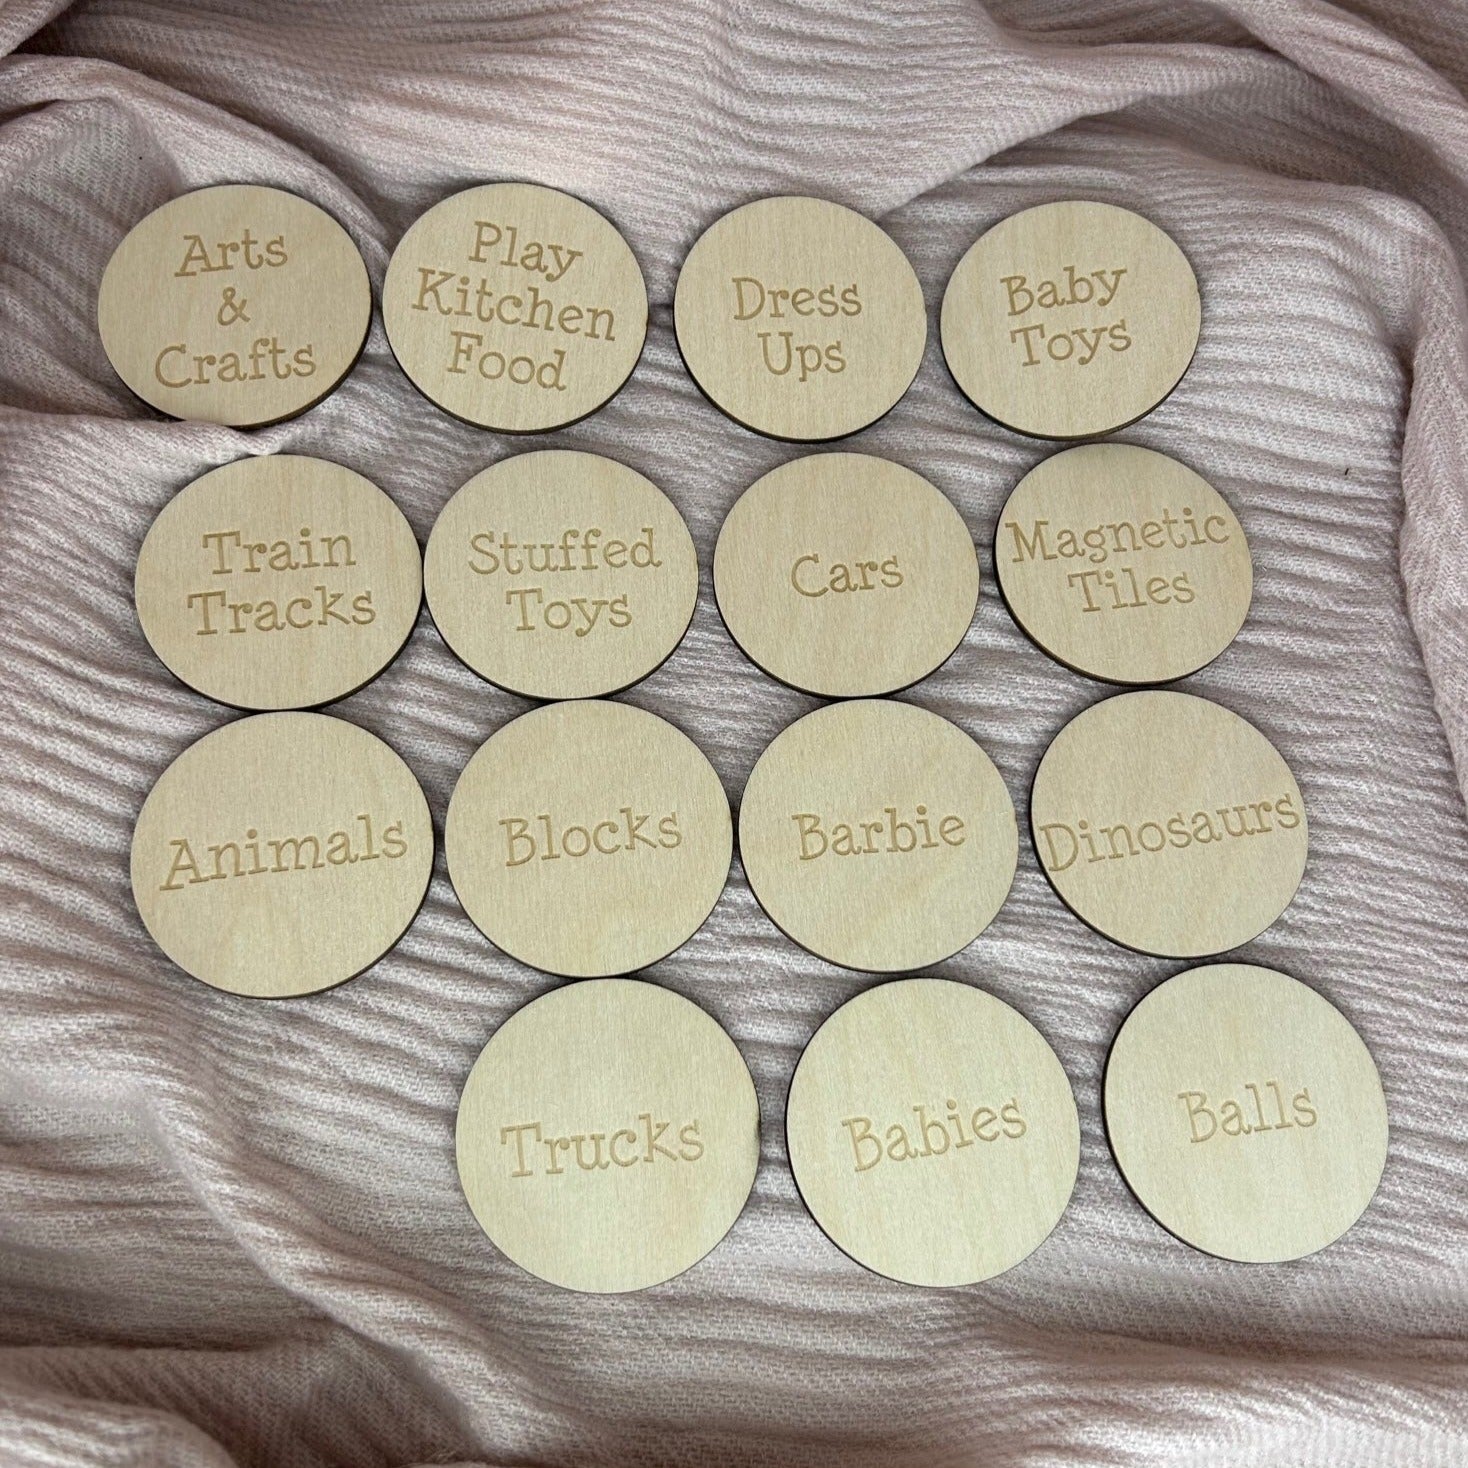 Arts
&
Crafts
Play
Kitchen
Food
Dress
Ups
Baby
Toys
Train
Tracks
Stuffed
Toys
Cars
Magnetic
Tiles
Animals
Blocks
Barbie
Dinosaurs
Trucks
Babies
Balls